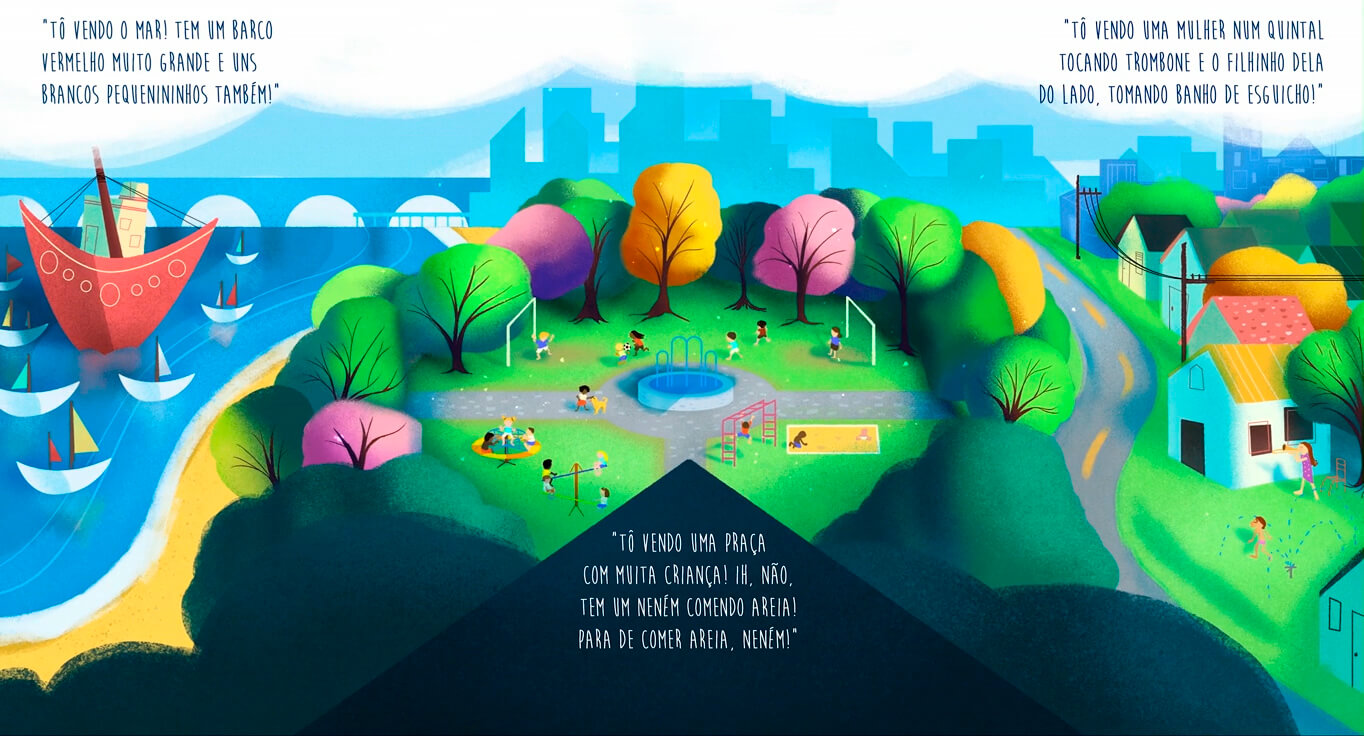 "TÔ VENDO O MAR! TEM UM BARCO
VERMELHO MUITO GRANDE E UNS
BRANCOS PEQUENININHOS TAMBÉM!"
"TÔ VENDO UMA MULHER NUM QUINTAL
TOCANDO TROMBONE E O FILHINHO DELA
DO LADO, TOMANDO BANHO DE ESGUICHO!"
"TÔ VENDO UMA PRAÇA
COM MUITA CRIANÇA! IH, NÃO,
TEM UM NENÉM COMENDO AREIA!
PARA DE COMER AREIA, NENÉM!"